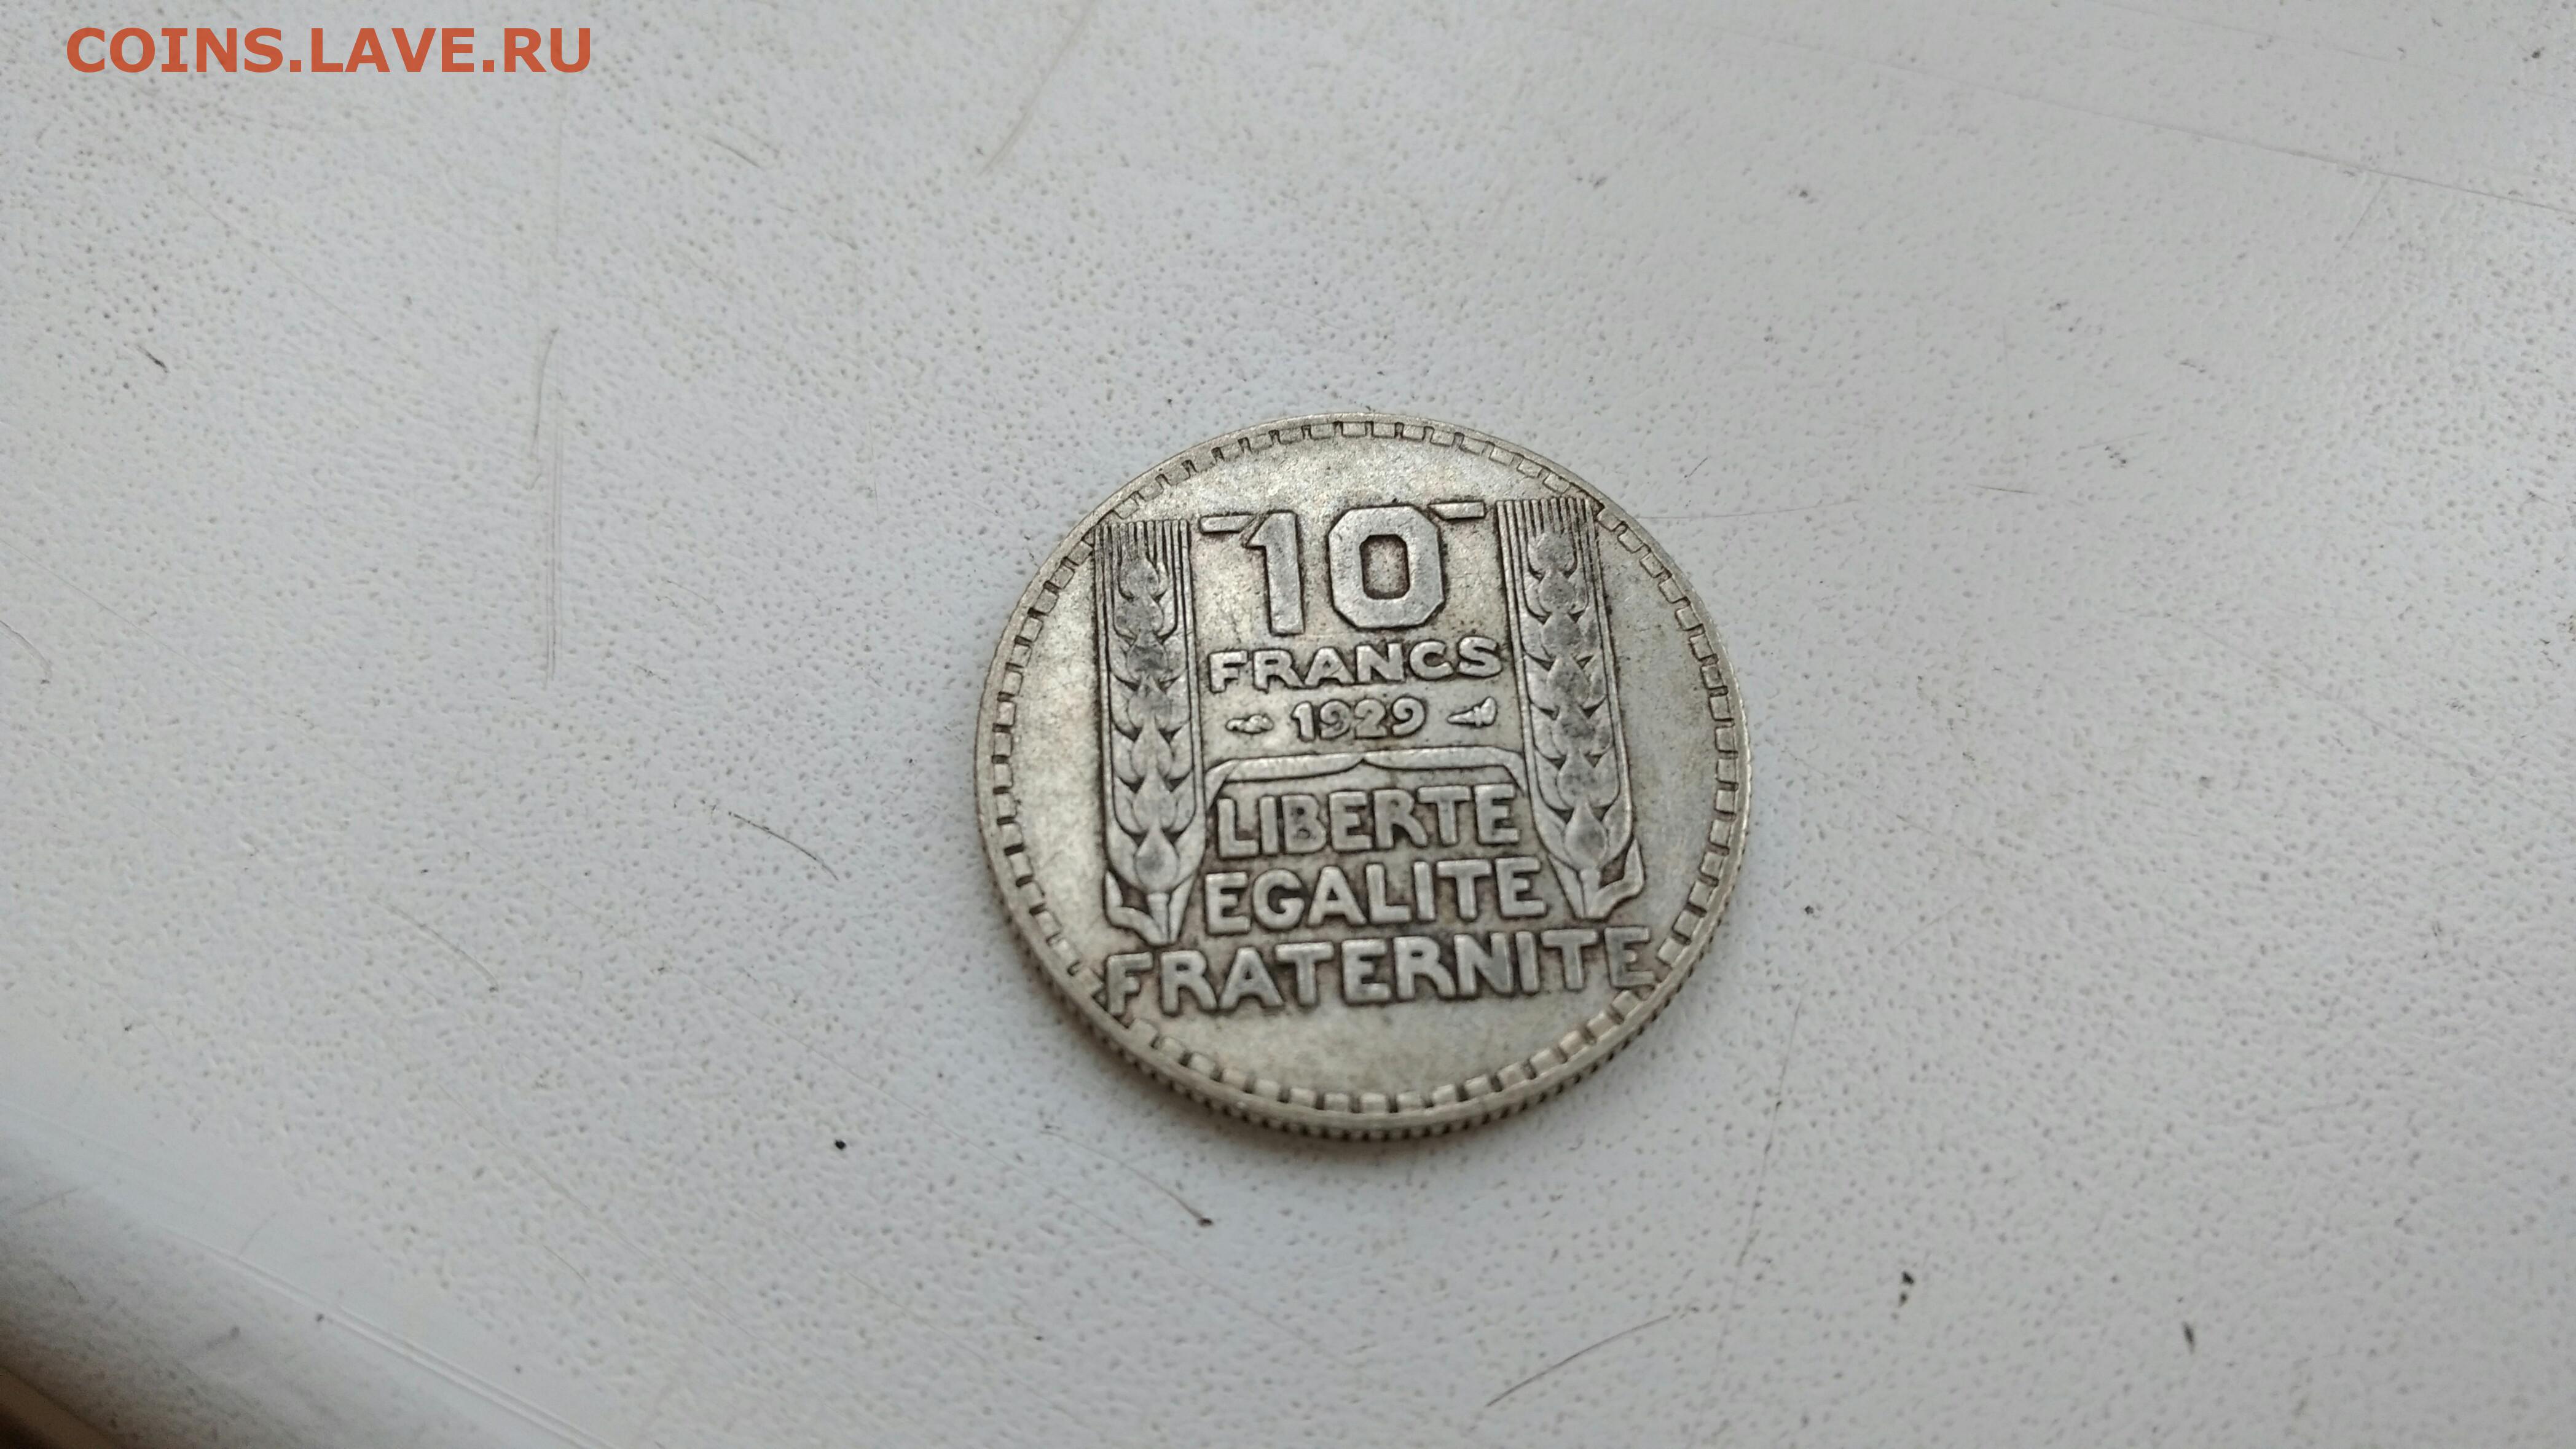 COINS.LAVE.RU
10
FRANCS
1929
LIBERTE
EGALITE
FRATERNITE